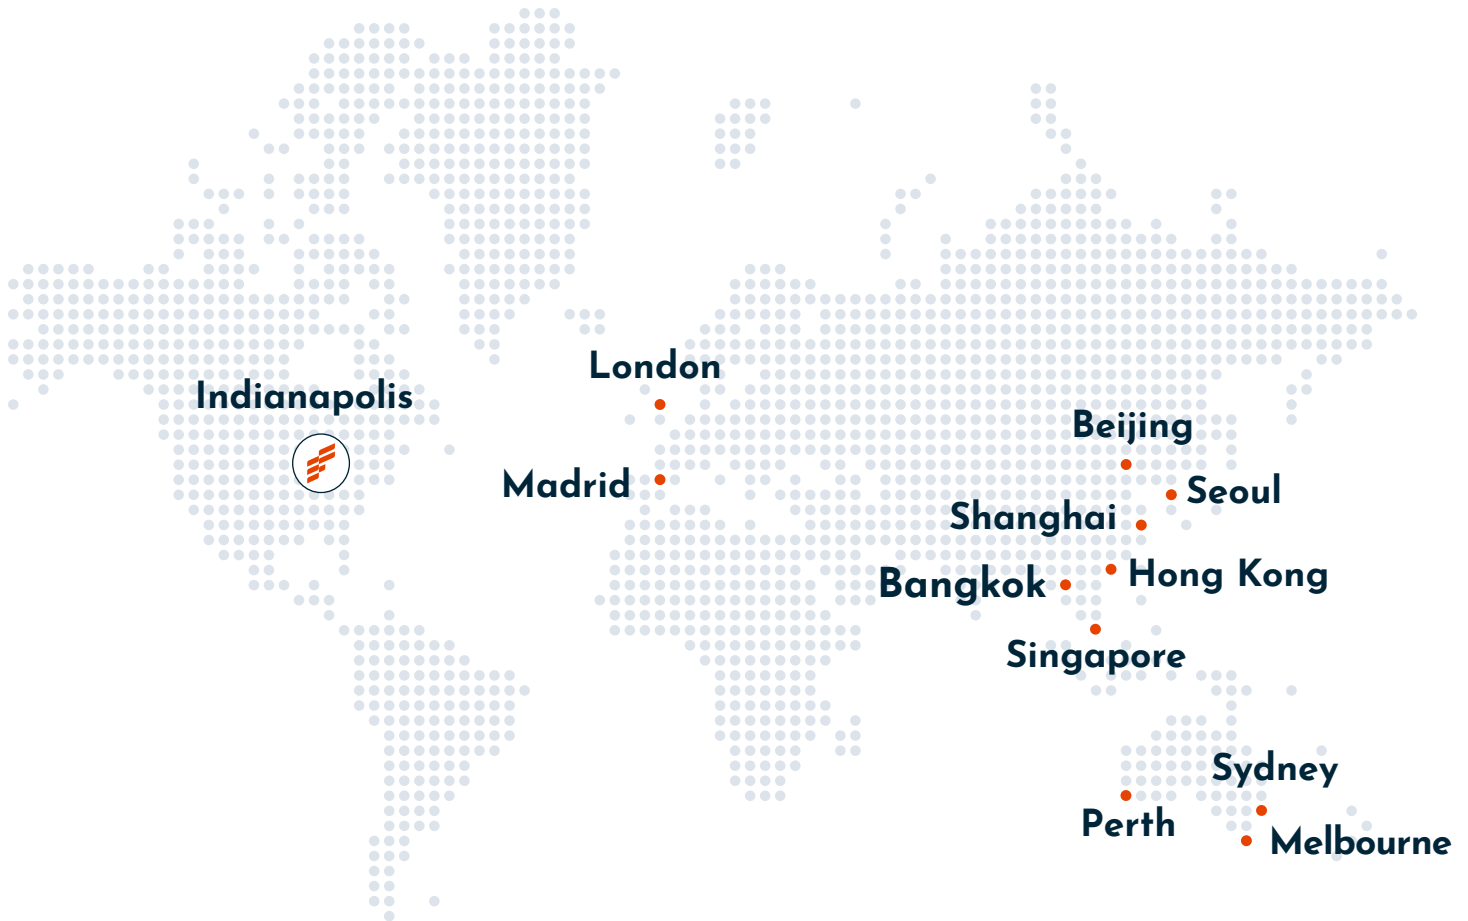 London
Indianapolis
Beijing
Madrid
Seoul
Shanghai
Hong Kong
Bangkok
Singapore
Sydney
Perth
Melbourne